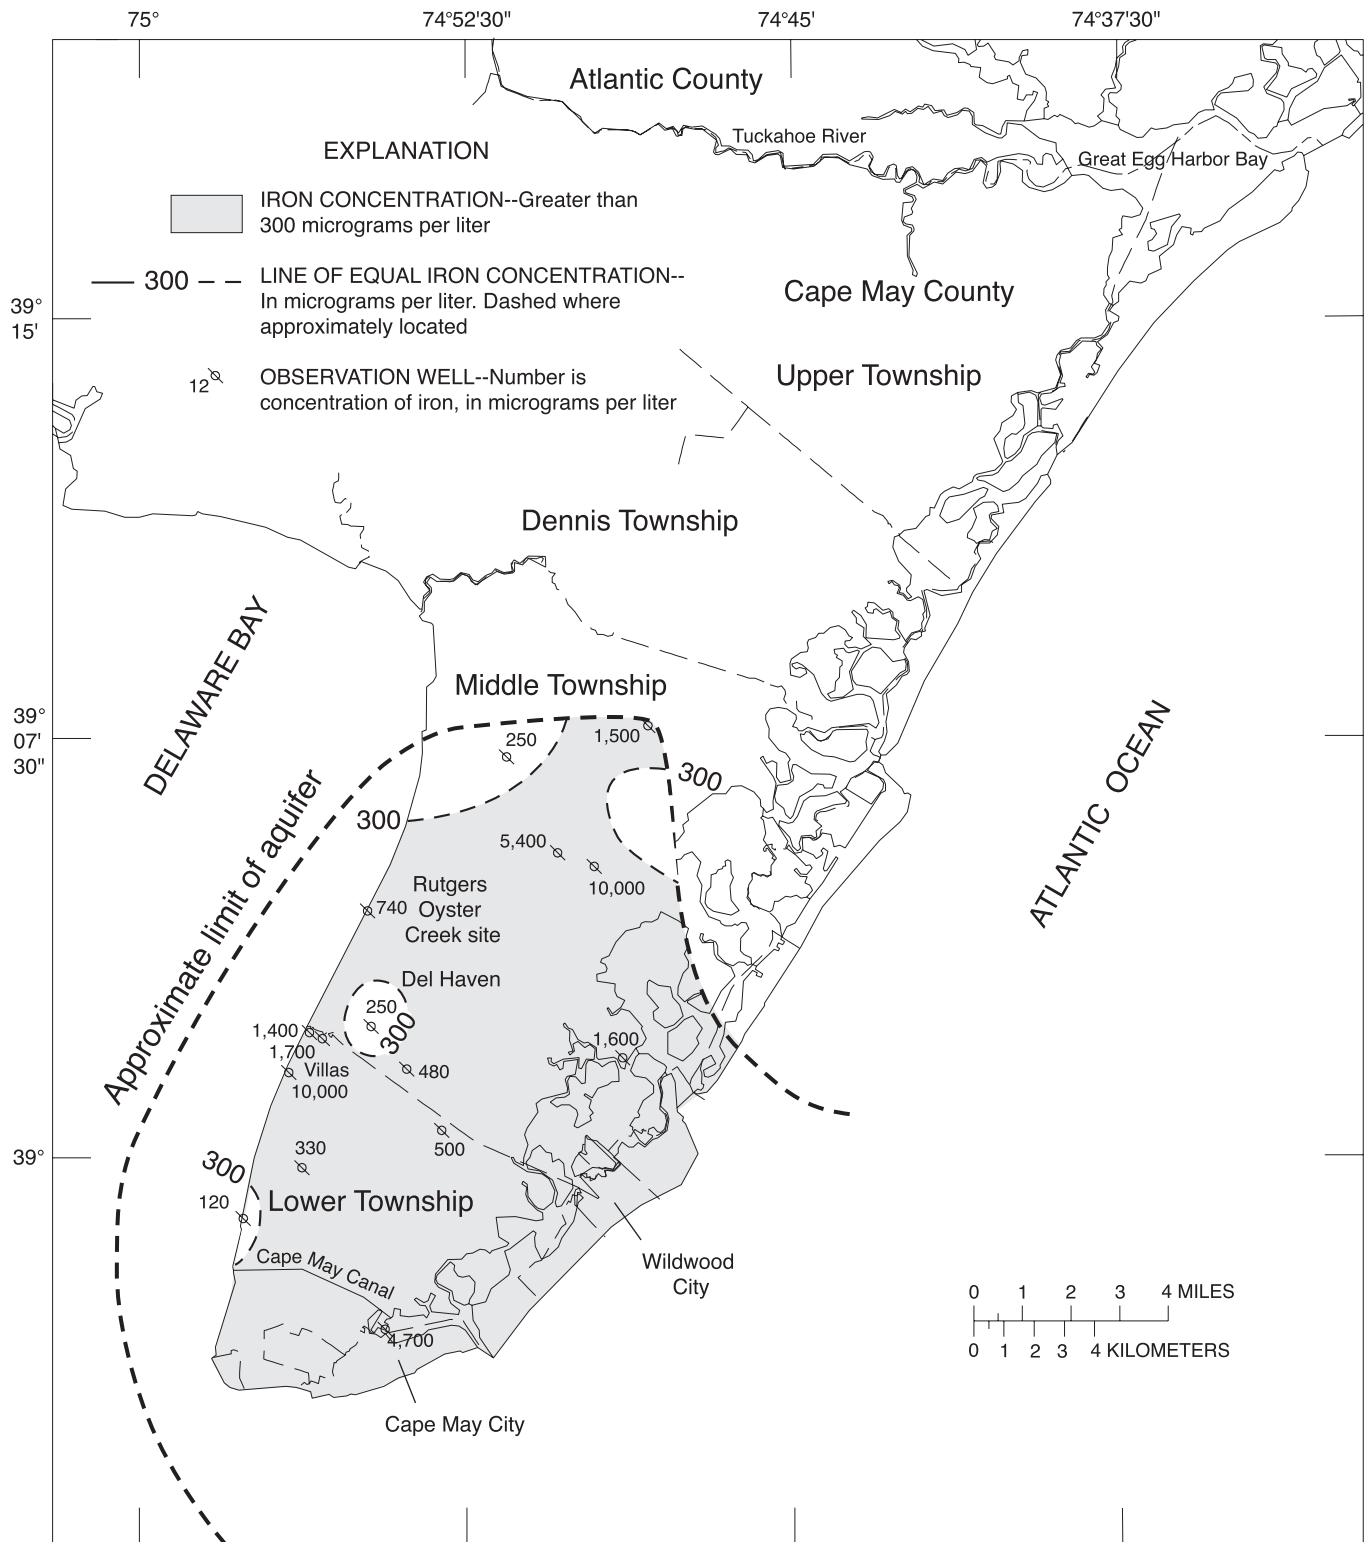 75°
74°52'30"
74°45'
74°37'30"
Atlantic County
Tuckahoe River
Great Egg Harbor Bay
EXPLANATION
IRON CONCENTRATION--Greater than
300 micrograms per liter
300
LINE OF EQUAL IRON CONCENTRATION--
In micrograms per liter. Dashed where
approximately located
12
OBSERVATION WELL--Number is
concentration of iron, in micrograms per liter
39°
15'
Cape May County
Upper Township
Dennis Township
DELAWARE BAY
Middle Township
39°
07'
30"
250
1,500
300
300
ATLANTIC OCEAN
Approximate limit of aquifer
5,400
10,000
Rutgers
Oyster
Creek site
740
Del Haven
250
300
1,400
1,700
Villas
10,000
480
1,600
500
39°
330
300
120
Lower Township
Cape May Canal
Wildwood
City
4,700
Cape May City
0 1 2 3 4 MILES
0 1 2 3 4 KILOMETERS